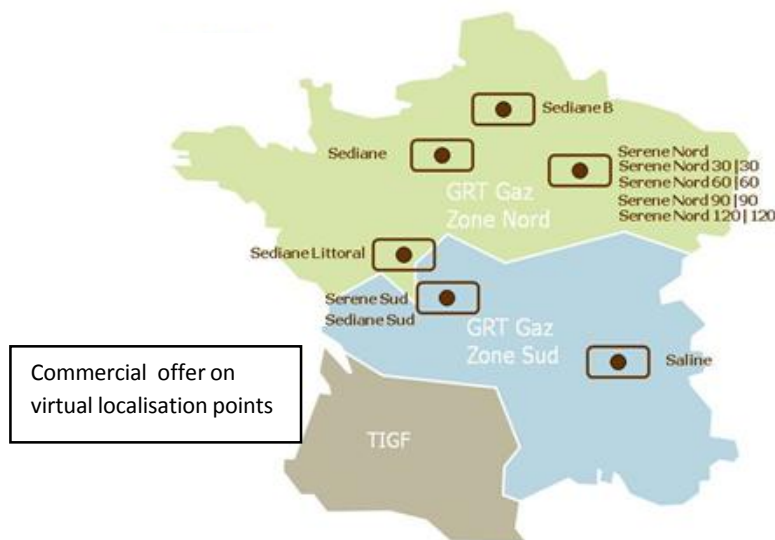 Sediane B
Sediane
Serene Nord
Serene Nord 30|30
Serene Nord 60|60
Serene Nord 90|90
Serene Nord 120|120
GRT Gaz
Zone Nord
Sediane Littoral
Serene Sud
Sediane Sud
GRT Gaz
Zone Sud
Saline
Commercial offer on
virtual localisation points
TIGF